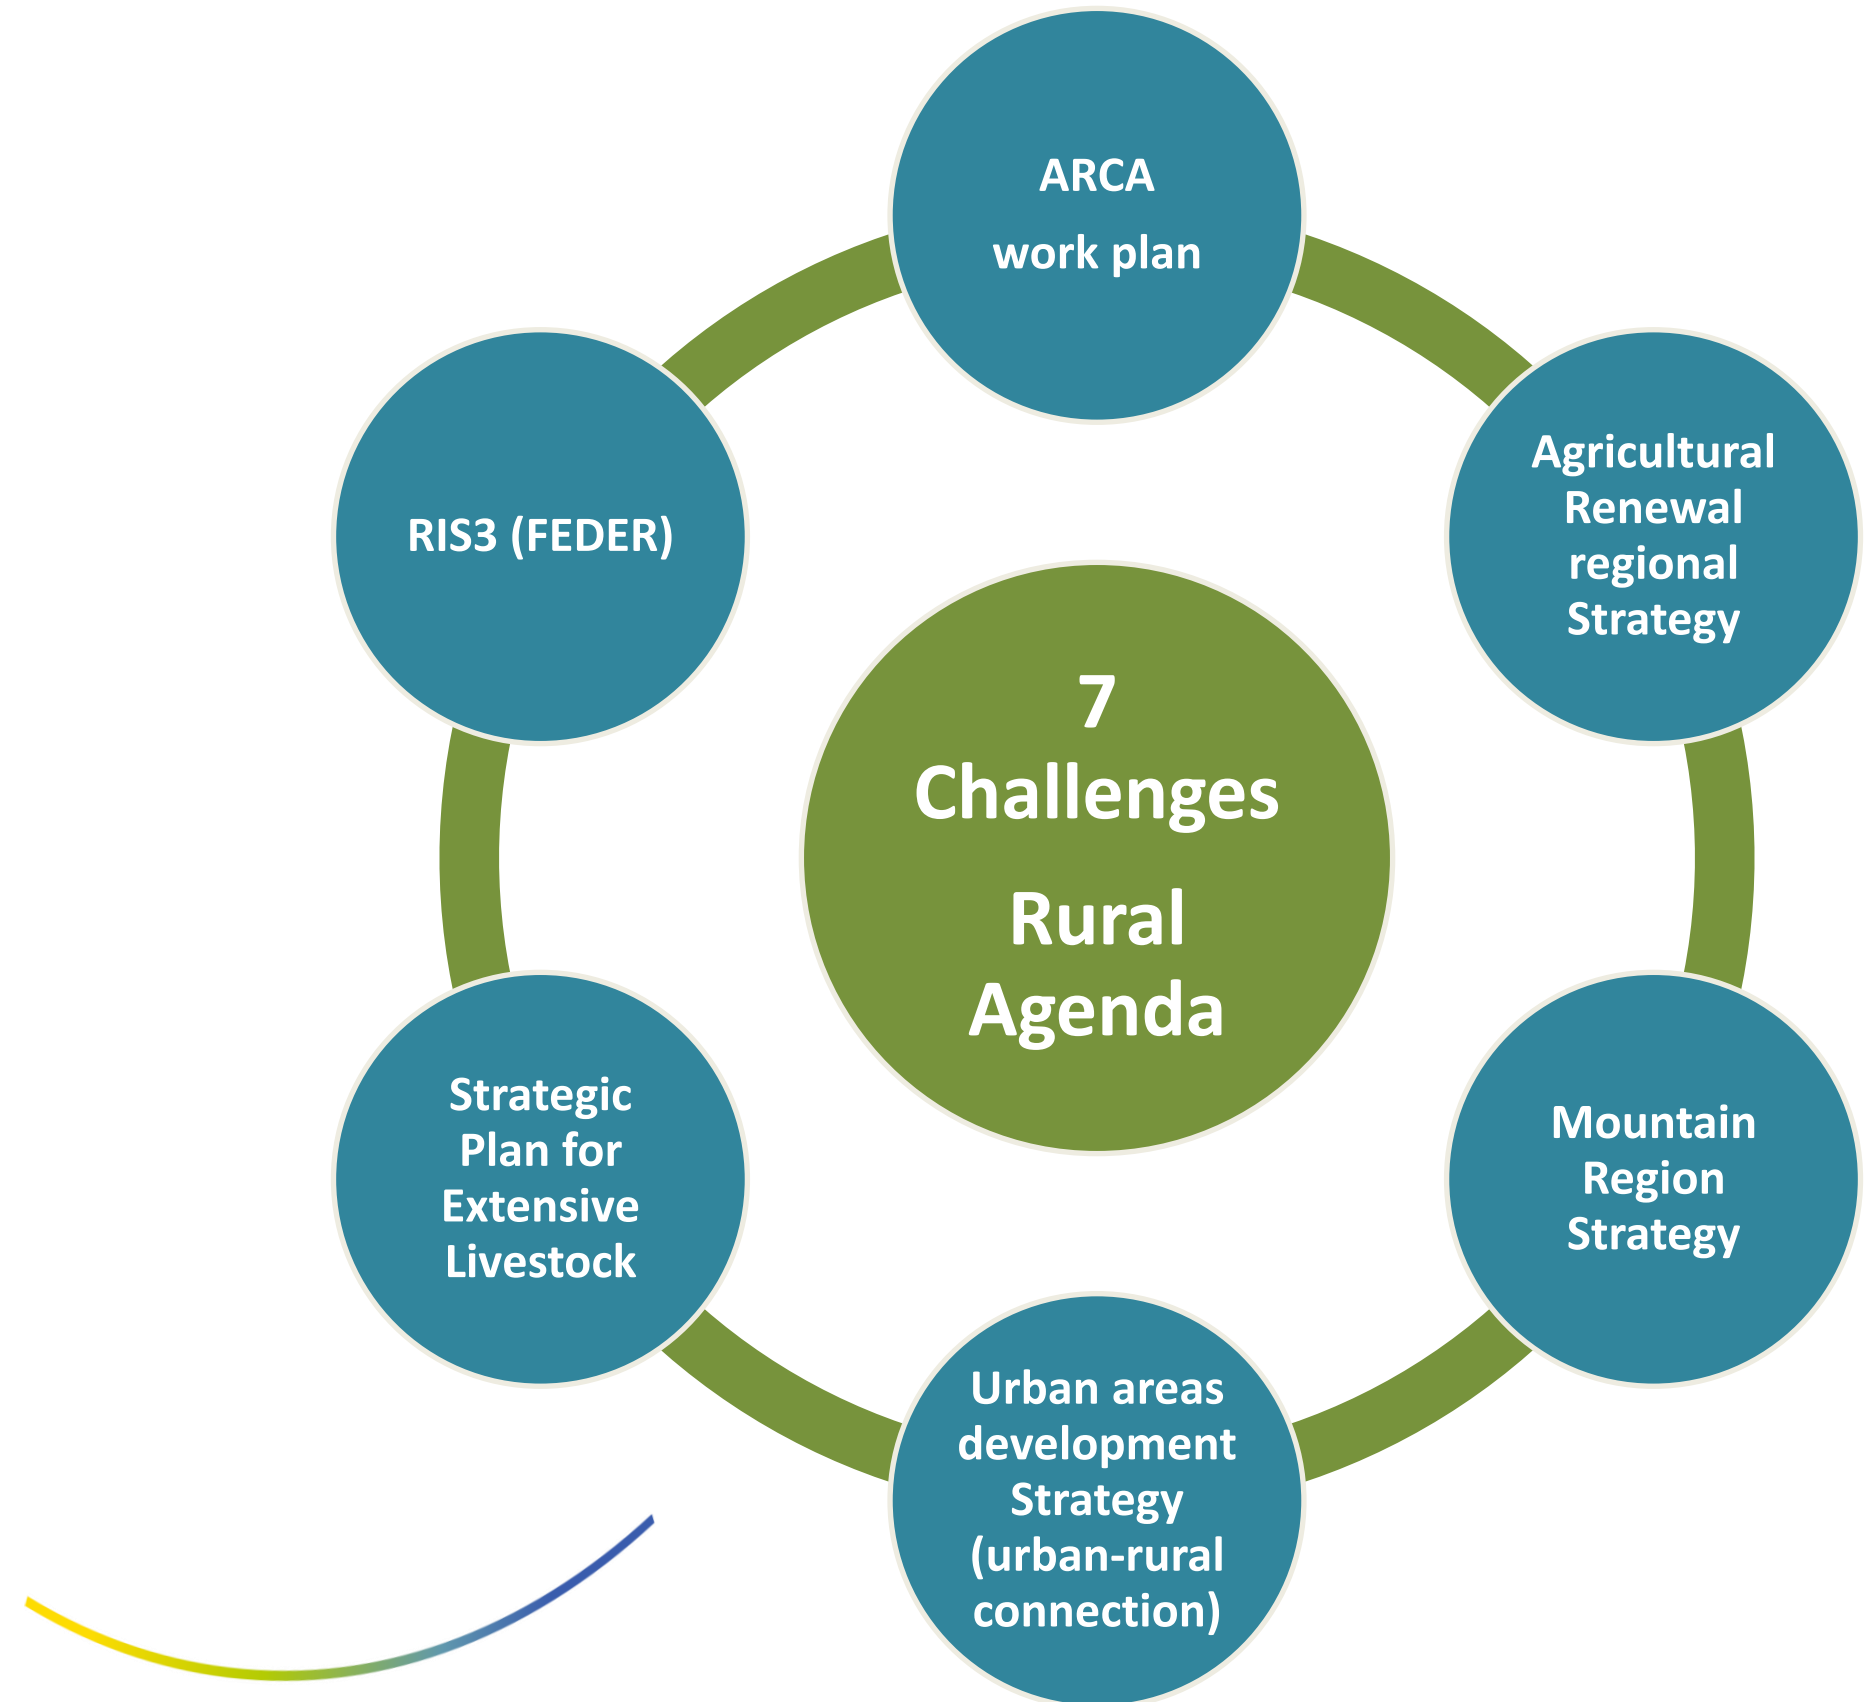 ARCA
work plan
Agricultural
Renewal
regional
Strategy
RIS3 (FEDER)
7
Challenges
Rural
Agenda
Mountain
Region
Strategy
Strategic
Plan for
Extensive
Livestock
Urban areas
development
Strategy
(urban-rural
connection)